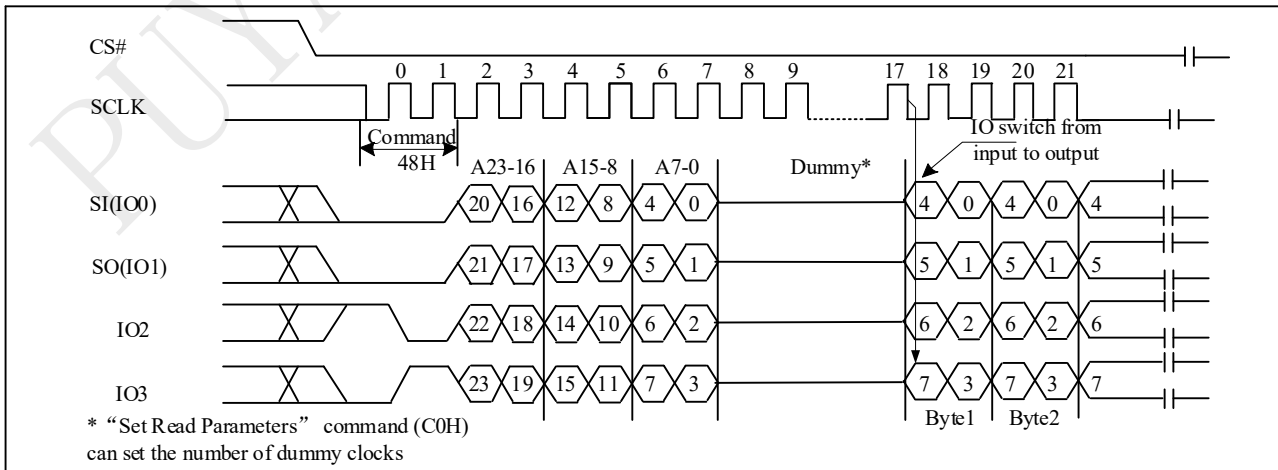 PUY
CS#
0 1 2 3 4 5 6 7 8 9 17 18 19 20 21
SCLK
Command
48H
IO switch from
input to output
A23-16 A15-8 A7-0 Dummy*
SI(IO0) 20 16 12 8 4 0 4 0 4 0 4
SO(IO1) 21 17 13 9 5 1 5 1 5 1 5
IO2 22 18 14 10 6 2 6 2 6 2 6
IO3 23 19 15 11 7 3 7 3 7 3 7
Byte1 Byte2
* “Set Read Parameters” command (C0H)
can set the number of dummy clocks